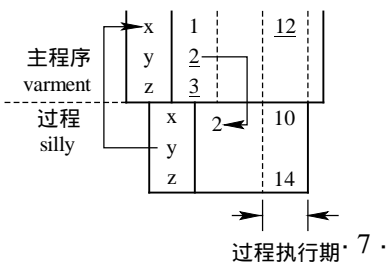 x 1 12
主程序 y 2
varment z 3
过程 x 2 10
silly y
z 14
过程执行期· 7 ·